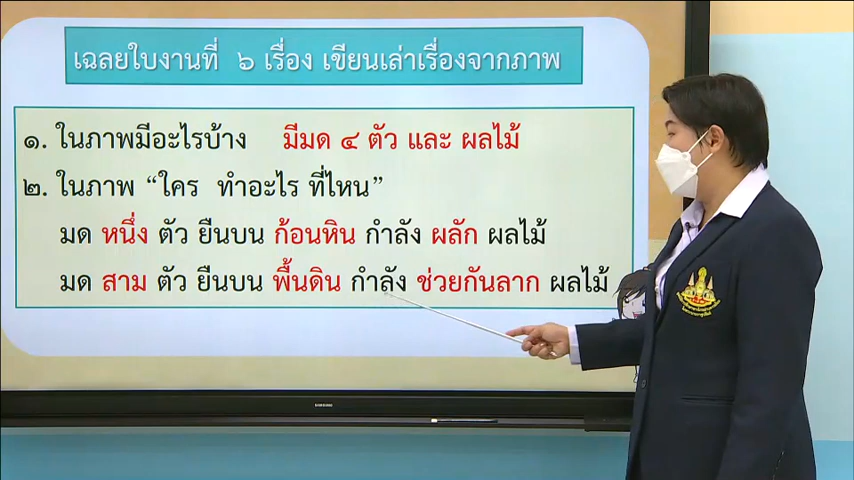 เฉลยใบงานที่ ๖ เรื่อง เขียนเล่าเรื่องจากภาพ
๑. ในภาพมีอะไรบ้าง มีมด ๔ ตัว และ ผลไม้
๒. ในภาพ “ใคร ทำอะไร ที่ไหน”
มด หนึ่ง ตัว ยืนบน ก้อนหิน กำลัง ผลัก ผลไม้
มด สาม ตัว ยืนบน พื้นดิน กำลัง ช่วยกันลาก ผลไม้
SAMSUNG